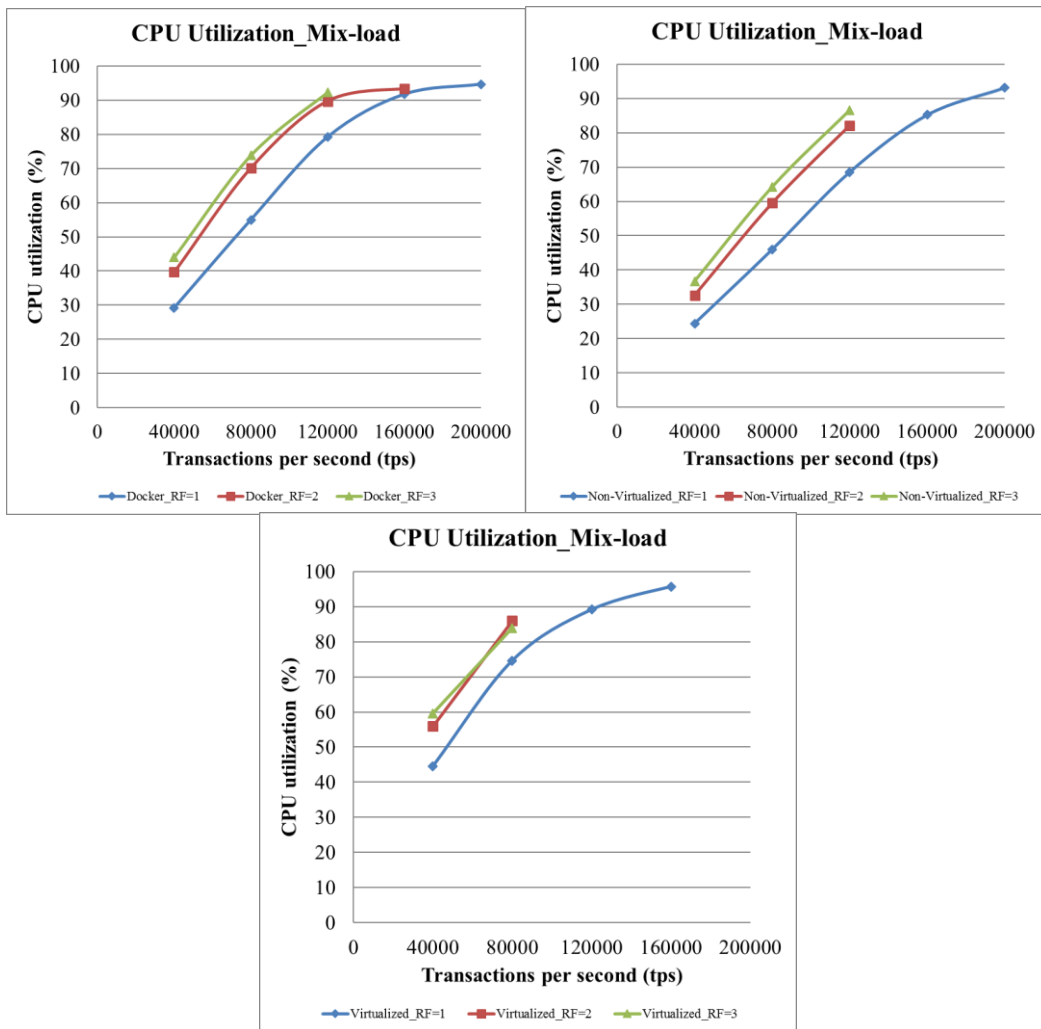 CPU Utilization_Mix-load
100
90
80
70
60
50
40
30
20
10
0
CPU utilization (%)
0 40000 80000 120000 160000 200000
Transactions per second (tps)
Docker_RF=1 Docker_RF=2 Docker_RF=3
CPU Utilization_Mix-load
100
90
80
70
60
50
40
30
20
10
0
CPU utilization (%)
0 40000 80000 120000 160000 200000
Transactions per second (tps)
Non-Virtualized_RF=1 Non-Virtualized_RF=2 Non-Virtualized_RF=3
CPU Utilization_Mix-load
100
90
80
70
60
50
40
30
20
10
0
CPU utilization (%)
0 40000 80000 120000 160000 200000
Transactions per second (tps)
Virtualized_RF=1 Virtualized_RF=2 Virtualized_RF=3